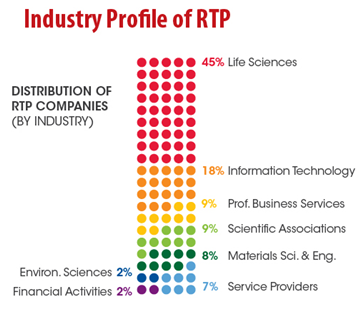 Industry Profile of RTP
DISTRIBUTION OF
RTP COMPANIES
(BY INDUSTRY)
45% Life Sciences
18% Information Technology
9% Prof. Business Services
9% Scientific Associations
8% Materials Sci. & Eng.
Environ. Sciences 2%
Financial Activities 2%
7% Service Providers